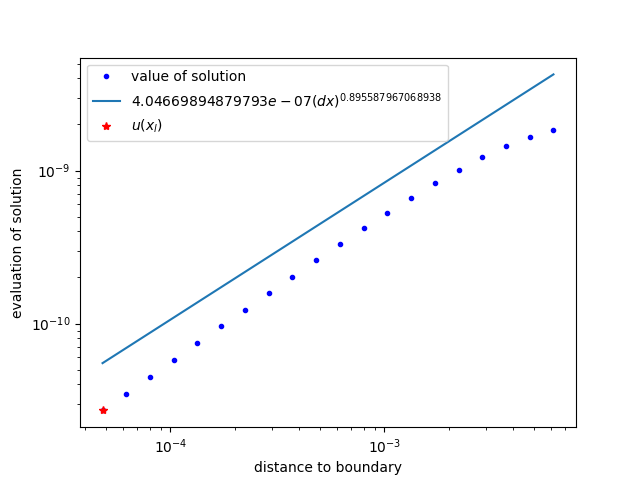 value of solution
4.04669894879793e − 07(dx)^0.895587967068938
u(x_l)
10^−9
10^−10
evaluation of solution
10^−4
10^−3
distance to boundary